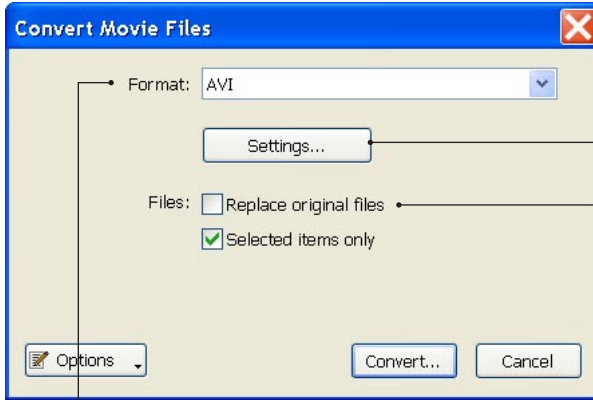 Convert Movie Files
Format: AVI
Settings...
Files: Replace original files
Selected items only
Options Convert... Cancel